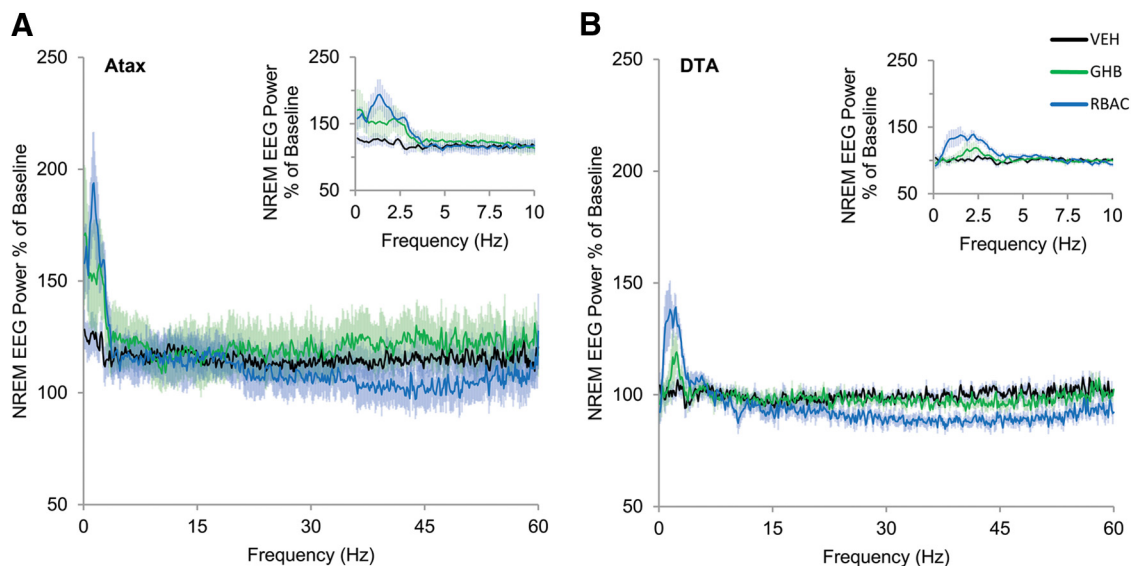 A
Atax
NREM EEG Power % of Baseline
250
200
150
100
50
0
15
30
45
60
Frequency (Hz)
NREM EEG Power
% of Baseline
250
150
50
0
2.5
5
7.5
10
Frequency (Hz)
B
DTA
NREM EEG Power % of Baseline
250
200
150
100
50
0
15
30
45
60
Frequency (Hz)
NREM EEG Power
% of Baseline
250
150
50
0
2.5
5
7.5
10
Frequency (Hz)
VEH
GHB
RBAC